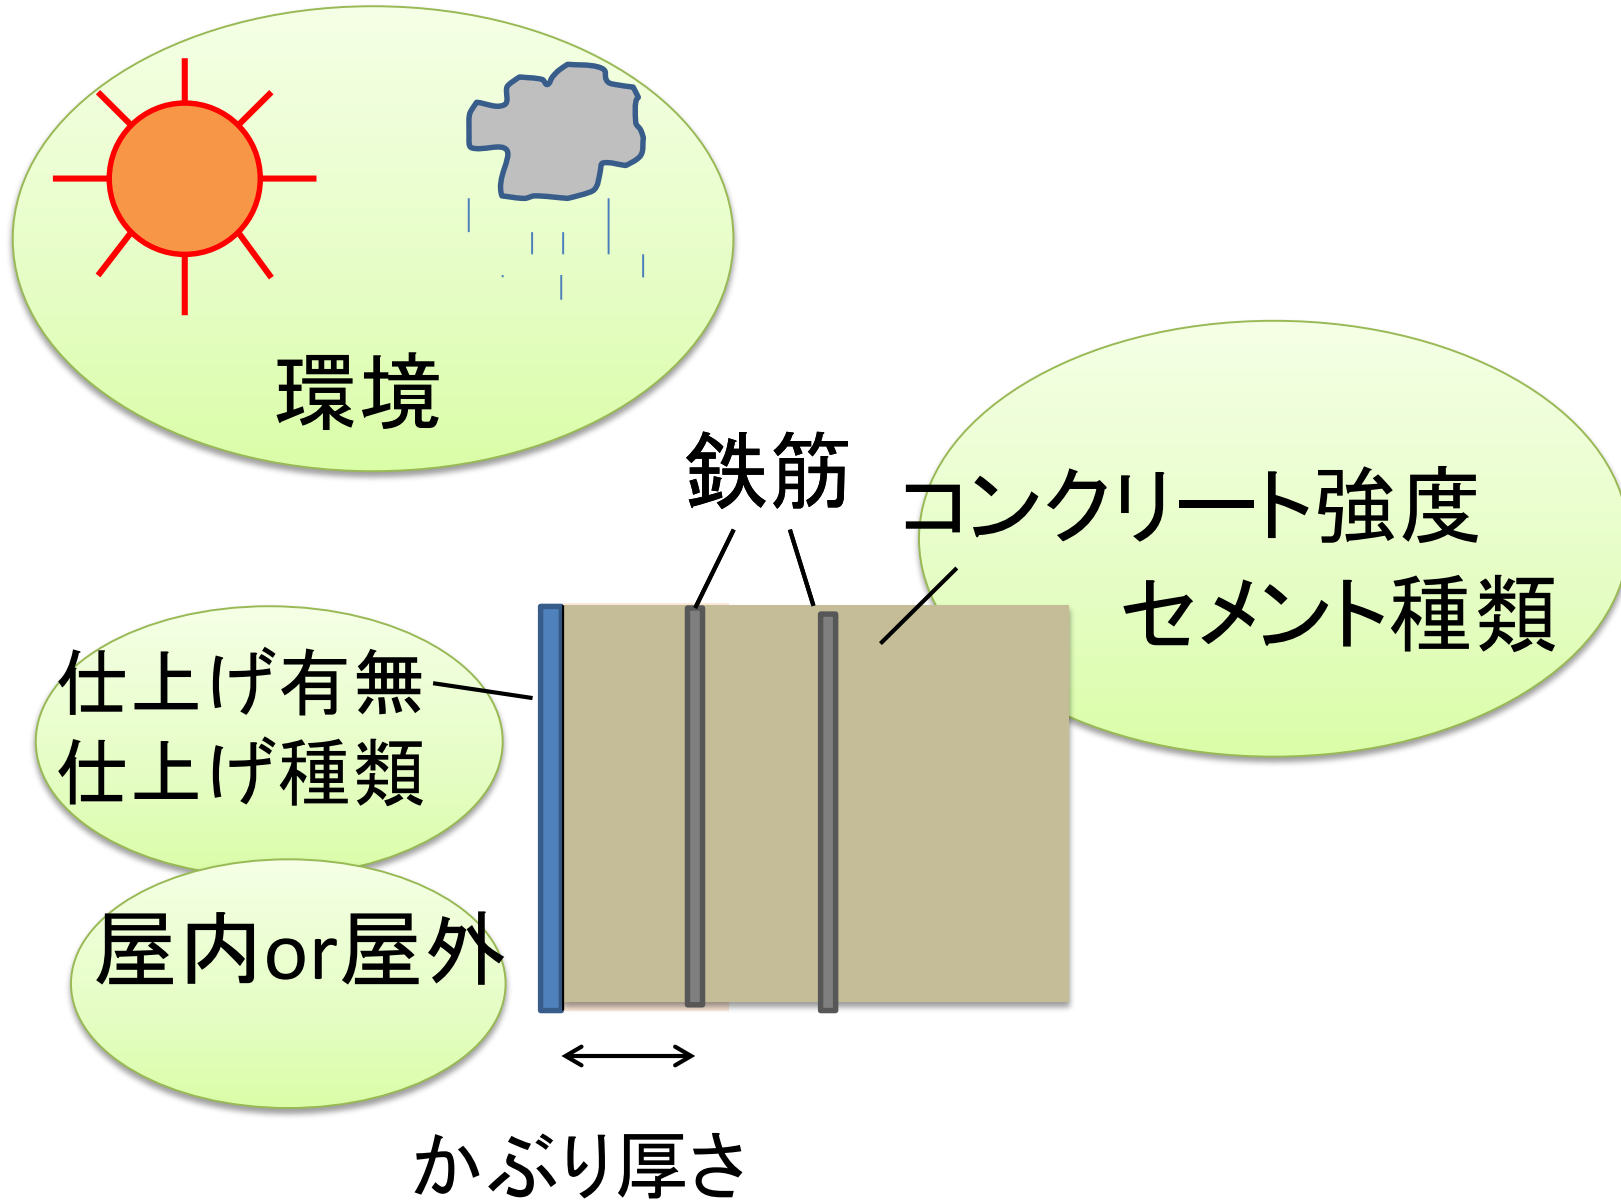 環境
鉄筋
コンクリート強度
セメント種類
仕上げ有無
仕上げ種類
屋内or屋外
かぶり厚さ